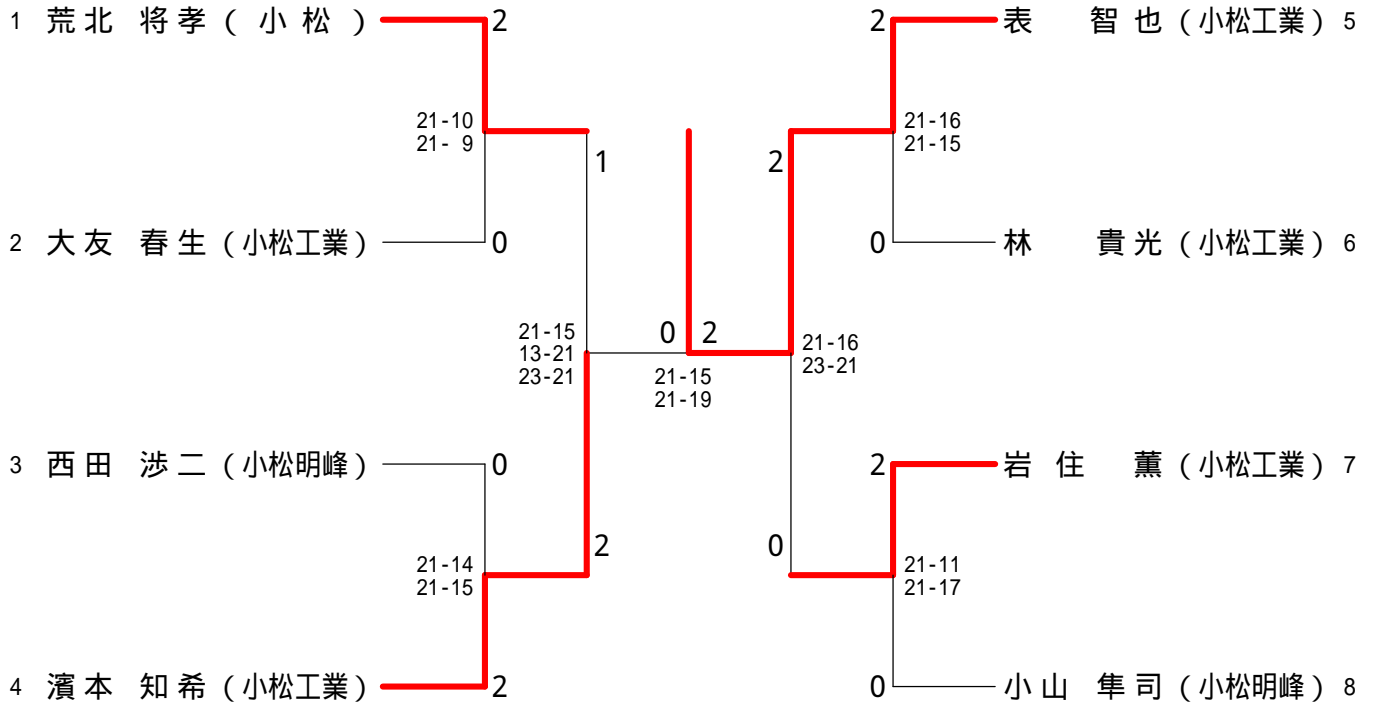 1 荒北 将孝 ( 小 松 ) 2
2 表 智也 (小松工業) 5
21-10
21- 9
21-16
21-15
1
2
2 大友 春生 (小松工業) 0
0 林 貴光 (小松工業) 6
21-15
13-21
23-21
0 2
21-15
21-19
21-16
23-21
3 西田 渉二 (小松明峰) 0
2 岩住 薫 (小松工業) 7
2
0
21-14
21-15
21-11
21-17
4 濱本 知希 (小松工業) 2
0 小山 隼司 (小松明峰) 8